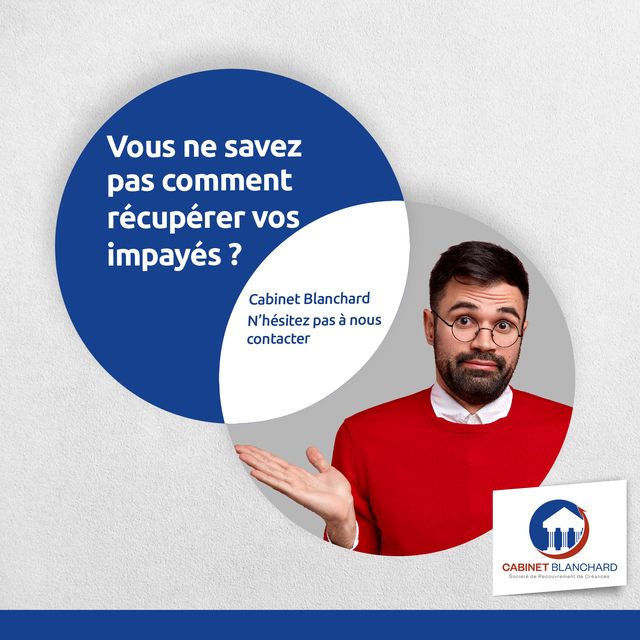 Vous ne savez
pas comment
récupérer vos
impayés ?
Cabinet Blanchard
N’hésitez pas à nous
contacter
CABINET BLANCHARD
Société de Recouvrement de Créances